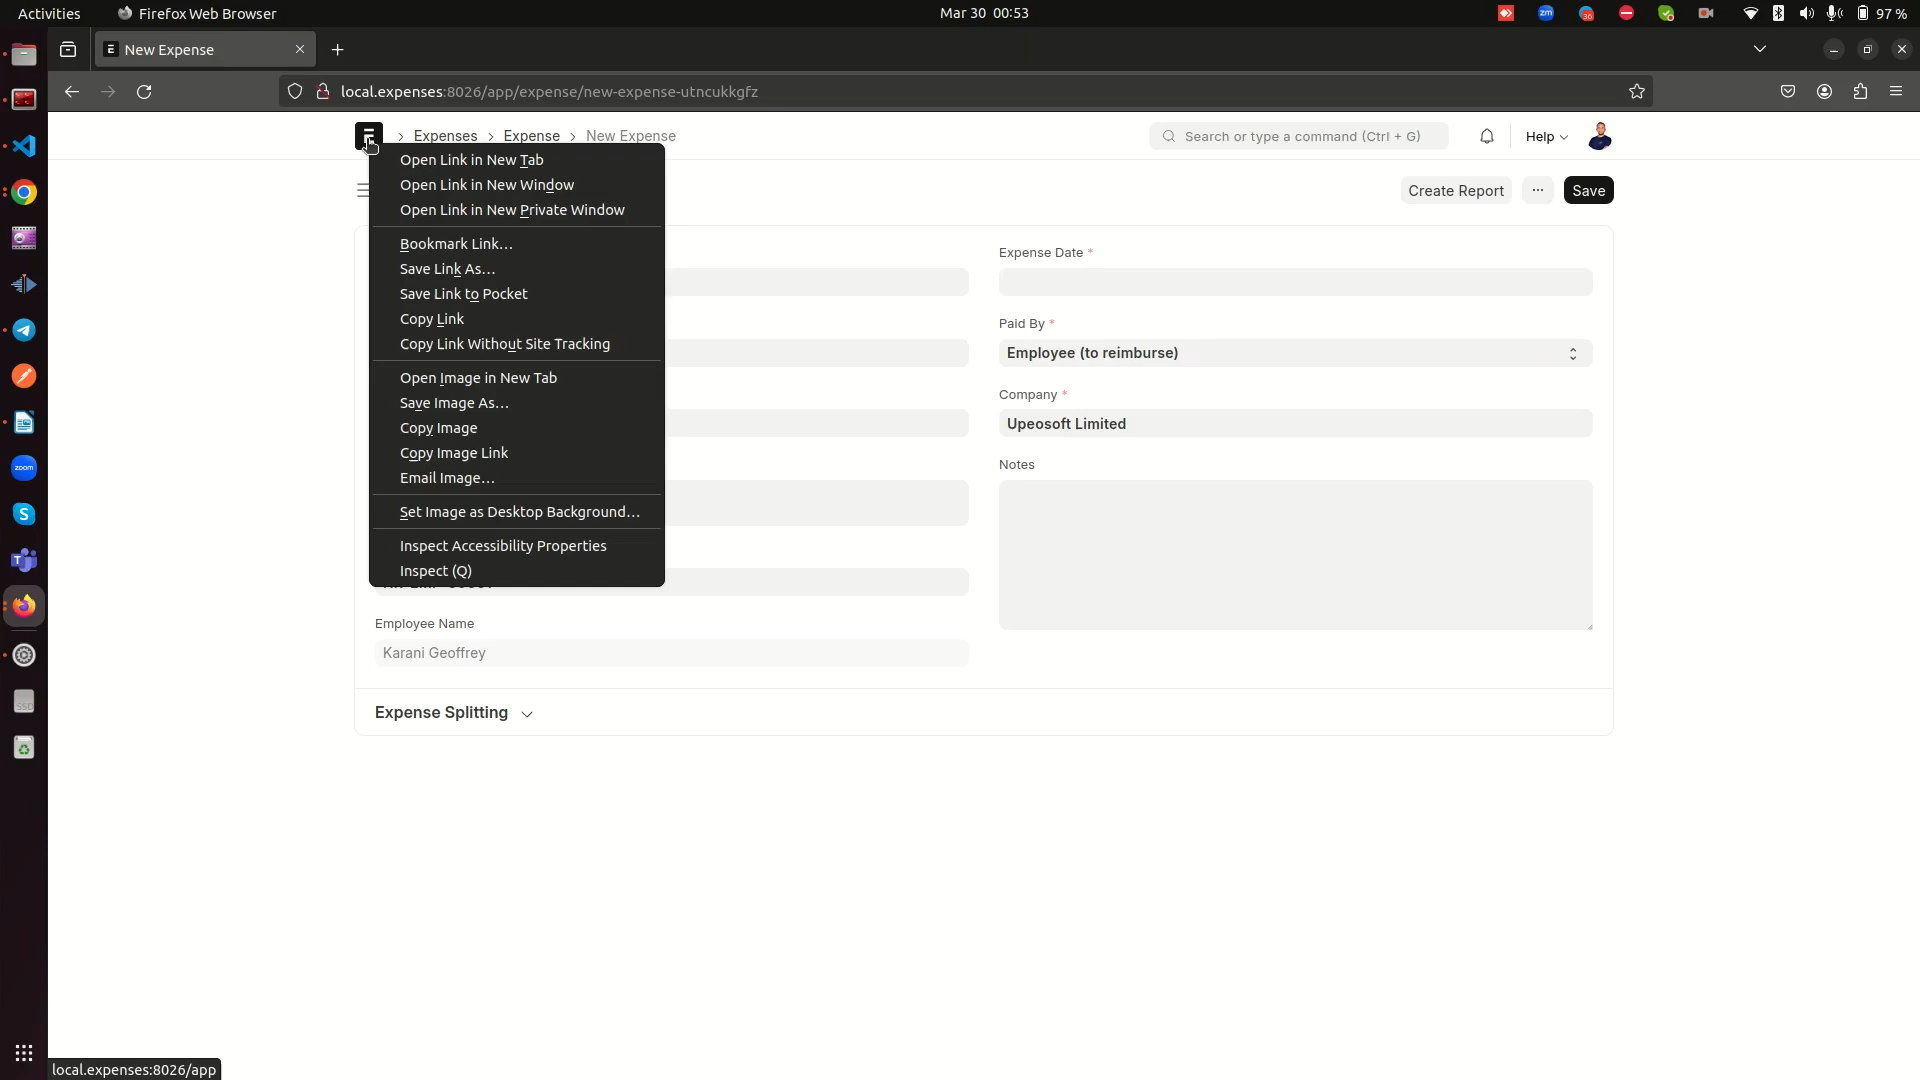 Activities
Firefox Web Browser
Mar 30 00:53
zm
36
97 %
New Expense
local.expenses:8026/app/expense/new-expense-utncukkgfz
Expenses
Expense
New Expense
Search or type a command (Ctrl + G)
Help
Create Report
...
Save
Open Link in New Tab
Open Link in New Window
Open Link in New Private Window
Bookmark Link…
Save Link As…
Save Link to Pocket
Copy Link
Copy Link Without Site Tracking
Open Image in New Tab
Save Image As…
Copy Image
Copy Image Link
Email Image…
Set Image as Desktop Background…
Inspect Accessibility Properties
Inspect (Q)
Expense Date *
Paid By *
Employee (to reimburse)
Company *
Upeosoft Limited
Notes
Employee Name
Karani Geoffrey
Expense Splitting
zoom
SSD
local.expenses:8026/app